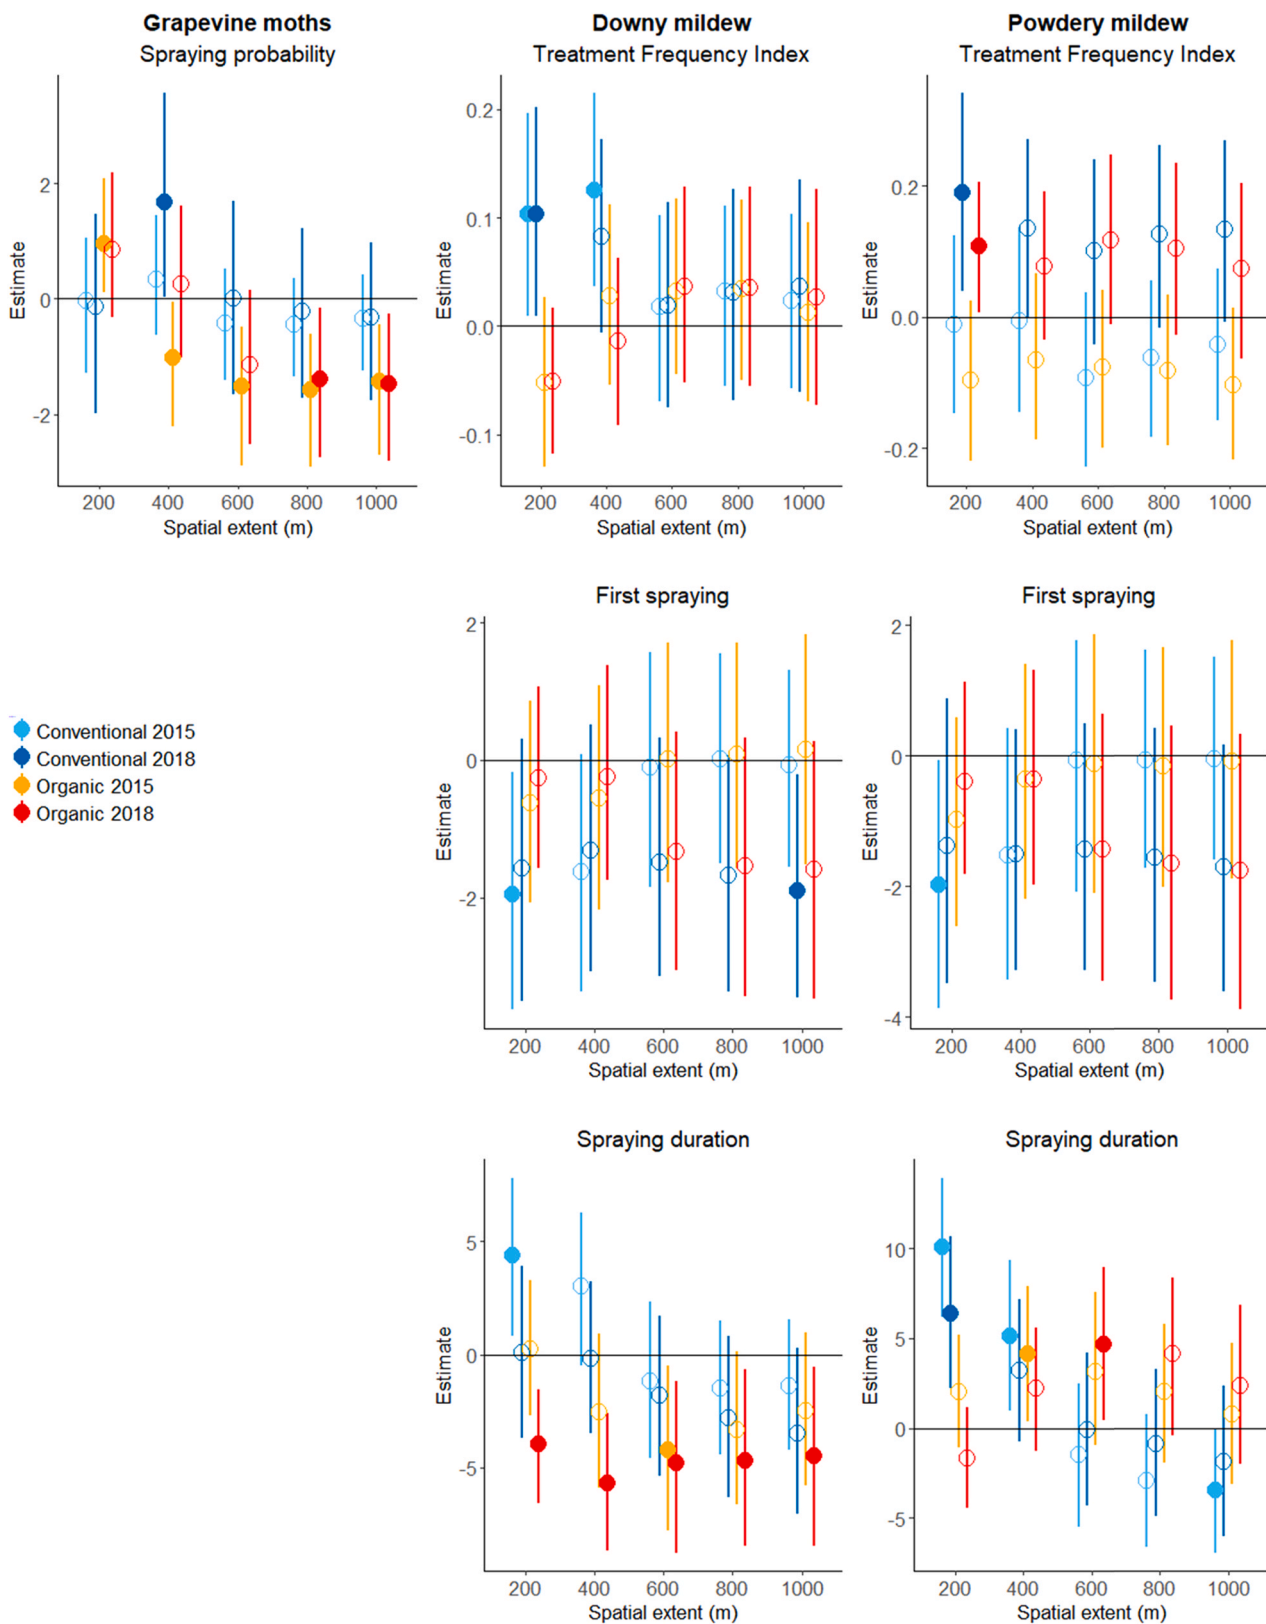 Grapevine moths
Spraying probability
Estimate
2
0
-2
200 400 600 800 1000
Spatial extent (m)
Downy mildew
Treatment Frequency Index
Estimate
0.2
0.1
0.0
-0.1
200 400 600 800 1000
Spatial extent (m)
Powdery mildew
Treatment Frequency Index
Estimate
0.2
0.0
-0.2
200 400 600 800 1000
Spatial extent (m)
Conventional 2015
Conventional 2018
Organic 2015
Organic 2018
First spraying
Estimate
2
0
-2
200 400 600 800 1000
Spatial extent (m)
First spraying
Estimate
2
0
-2
-4
200 400 600 800 1000
Spatial extent (m)
Spraying duration
Estimate
5
0
-5
200 400 600 800 1000
Spatial extent (m)
Spraying duration
Estimate
10
5
0
-5
200 400 600 800 1000
Spatial extent (m)